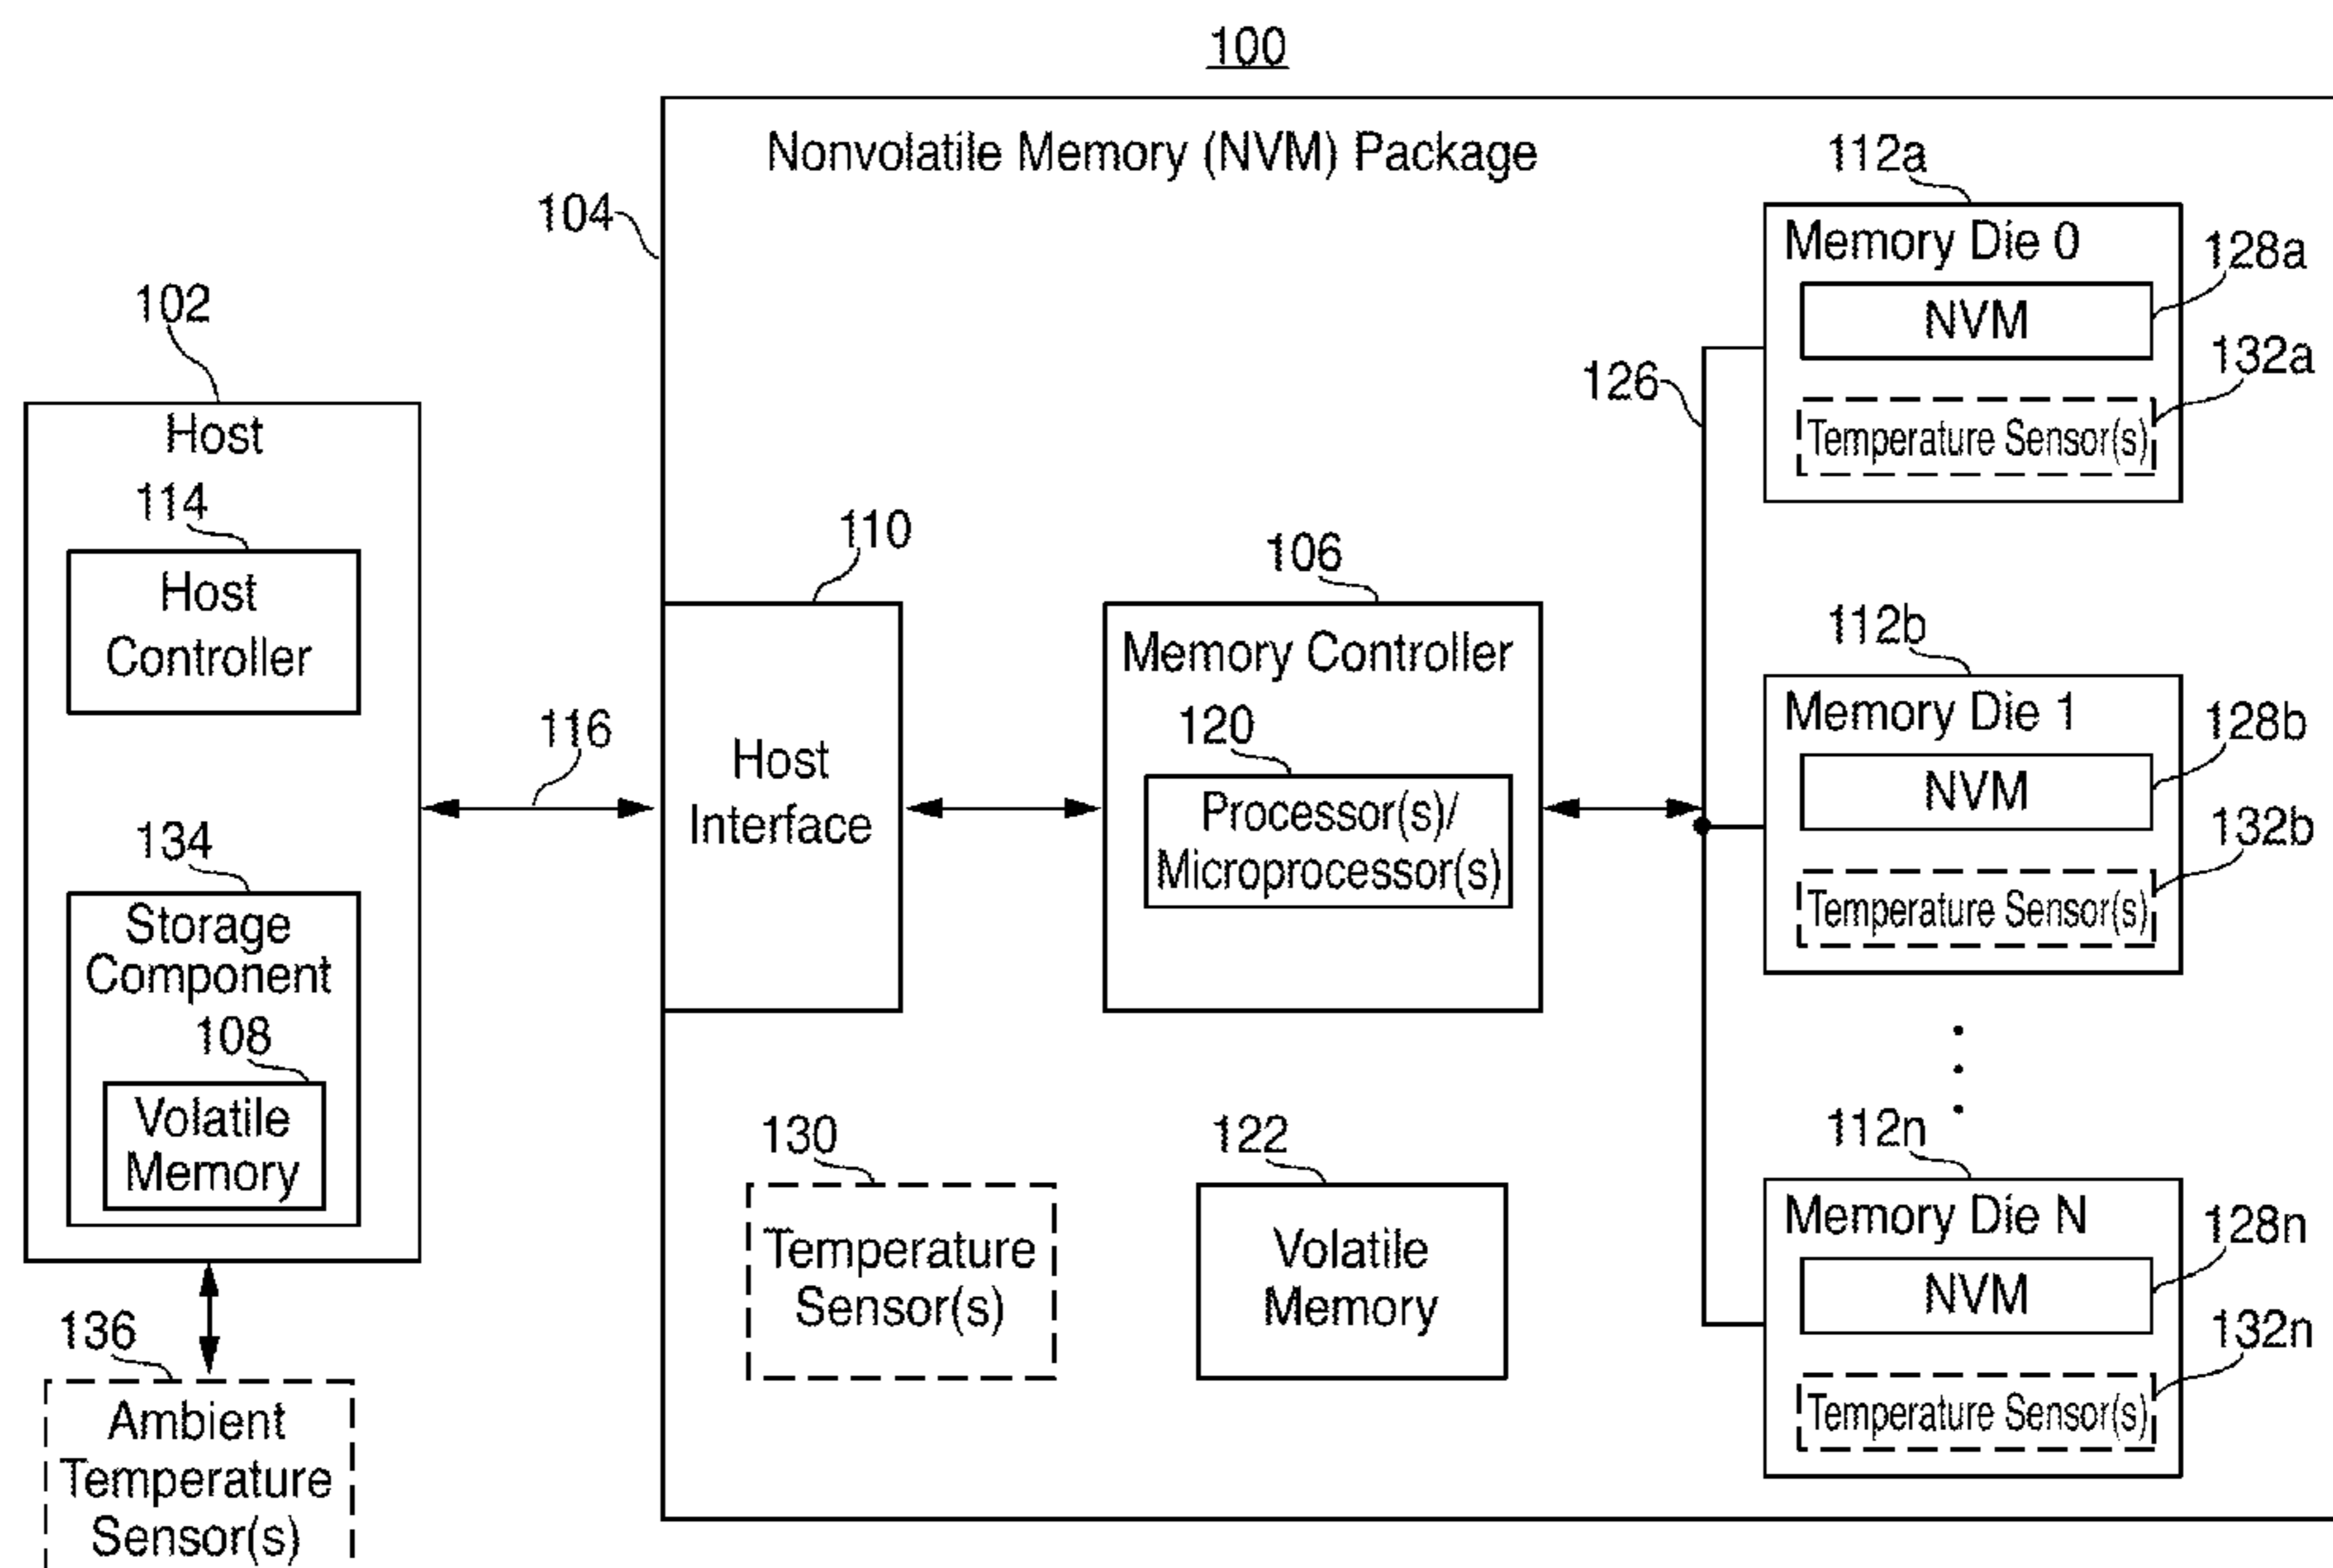 100
Nonvolatile Memory (NVM) Package
104
102
Host
114
Host
Controller
134
Storage
Component
108
Volatile
Memory
136
Ambient
Temperature
Sensor(s)
116
110
Host
Interface
106
Memory Controller
120
Processor(s)/
Microprocessor(s)
130
Temperature
Sensor(s)
122
Volatile
Memory
126
112a
Memory Die 0
128a
NVM
132a
Temperature Sensor(s)
112b
Memory Die 1
128b
NVM
132b
Temperature Sensor(s)
112n
Memory Die N
128n
NVM
132n
Temperature Sensor(s)